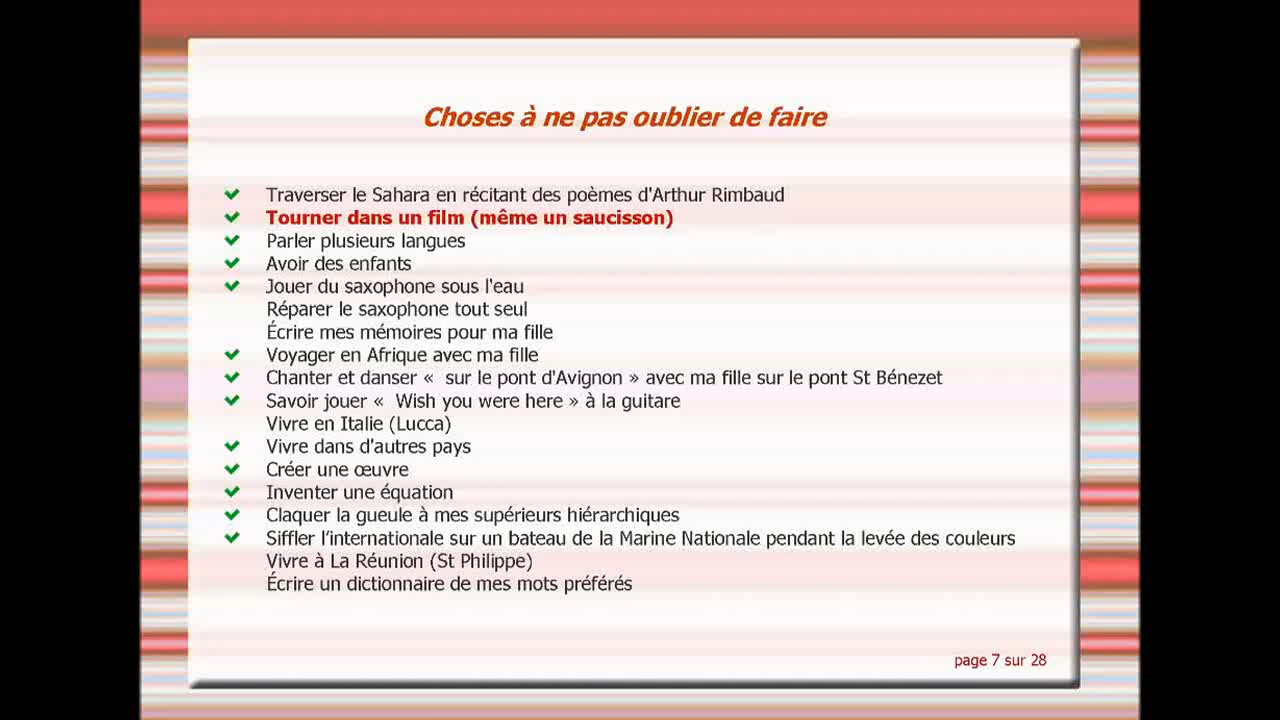 Choses à ne pas oublier de faire
Traverser le Sahara en récitant des poèmes d'Arthur Rimbaud
Tourner dans un film (même un saucisson)
Parler plusieurs langues
Avoir des enfants
Jouer du saxophone sous l'eau
Réparer le saxophone tout seul
Écrire mes mémoires pour ma fille
Voyager en Afrique avec ma fille
Chanter et danser «  sur le pont d'Avignon » avec ma fille sur le pont St Bénezet
Savoir jouer «  Wish you were here » à la guitare
Vivre en Italie (Lucca)
Vivre dans d'autres pays
Créer une œuvre
Inventer une équation
Claquer la gueule à mes supérieurs hiérarchiques
Siffler l’internationale sur un bateau de la Marine Nationale pendant la levée des couleurs
Vivre à La Réunion (St Philippe)
Écrire un dictionnaire de mes mots préférés
page 7 sur 28